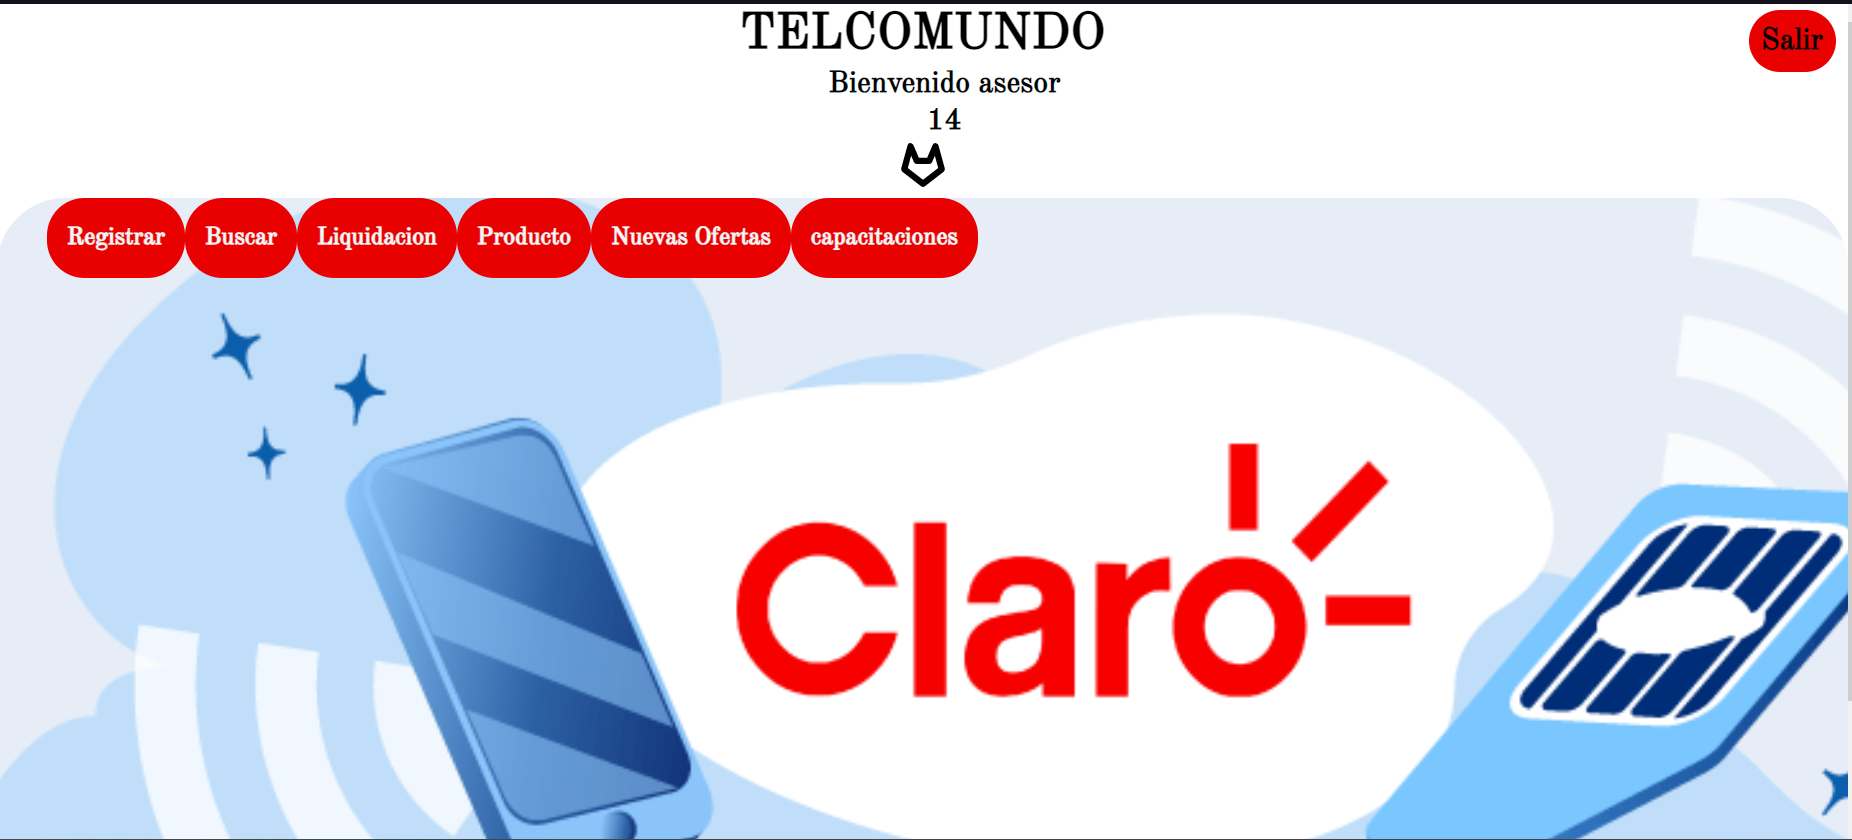 TELCOMUNDO
Salir
Bienvenido asesor
14
Registrar Buscar Liquidacion Producto Nuevas Ofertas capacitaciones
Claro